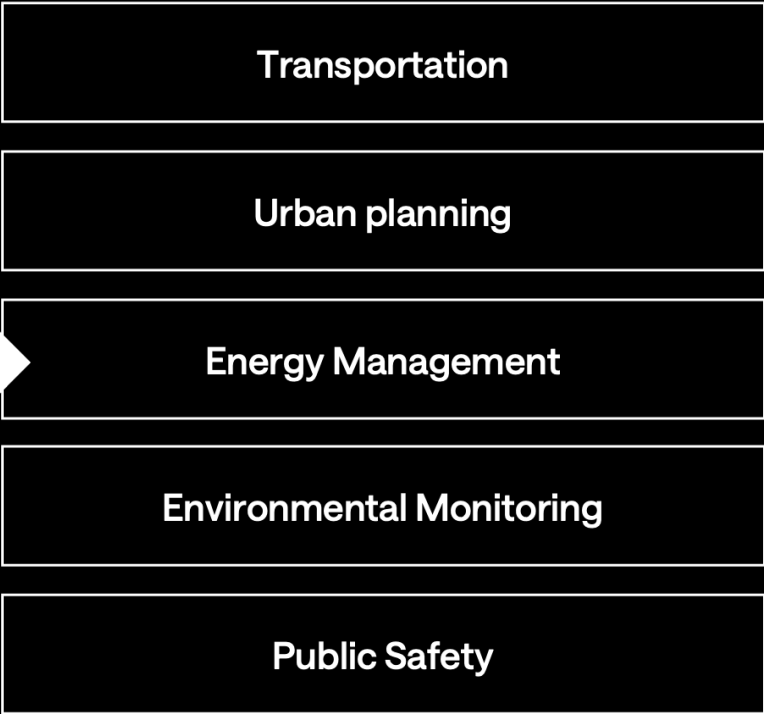 Transportation
Urban planning
Energy Management
Environmental Monitoring
Public Safety